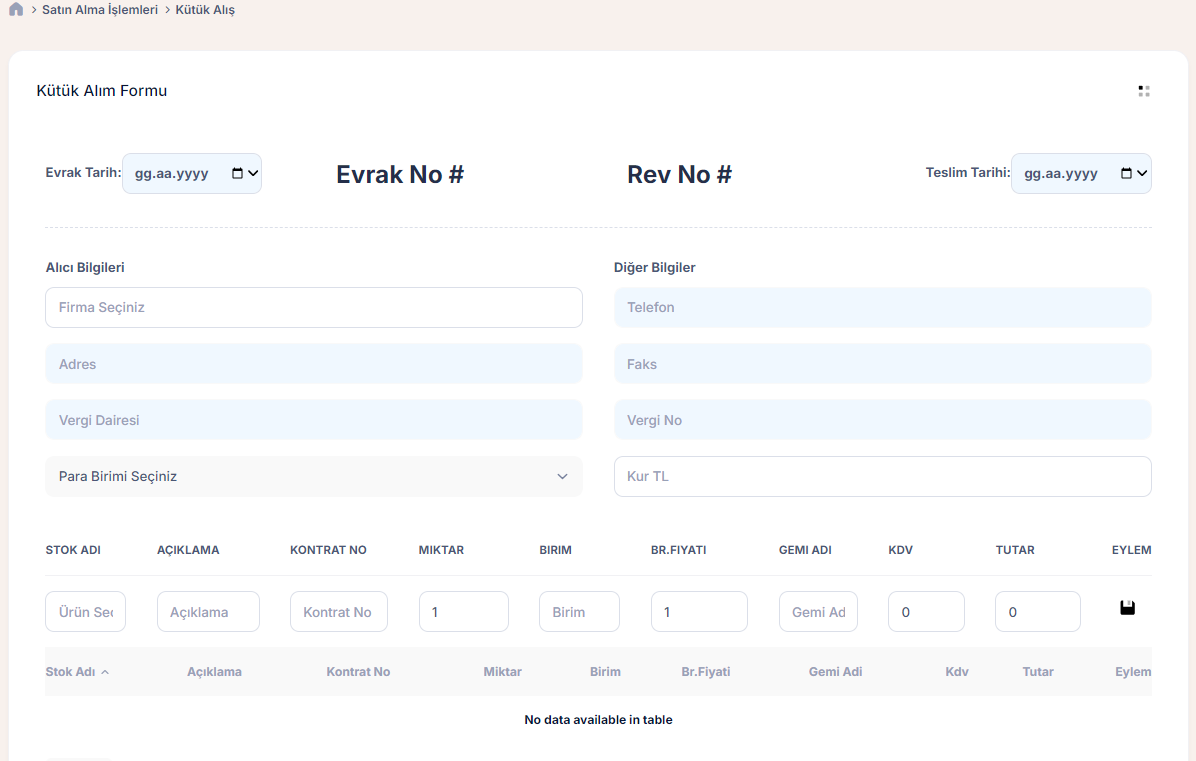 Satın Alma İşlemleri > Kütük Alış
Kütük Alım Formu
Evrak Tarih: gg.aa.yyyy Evrak No # Rev No # Teslim Tarihi: gg.aa.yyyy
Alıcı Bilgileri Diğer Bilgiler
Firma Seçiniz Telefon
Adres Faks
Vergi Dairesi Vergi No
Para Birimi Seçiniz Kur TL
STOK ADI AÇIKLAMA KONTRAT NO MIKTAR BIRIM BR.FIYATI GEMI ADI KDV TUTAR EYLEM
Ürün Seç Açıklama Kontrat No 1 Birim 1 Gemi Ad 0 0
Stok Adı Açıklama Kontrat No Miktar Birim Br.Fiyati Gemi Adi Kdv Tutar Eylem
No data available in table